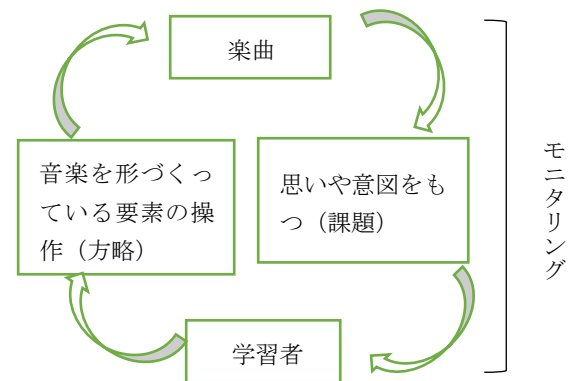 楽曲
音楽を形づくっ
ている要素の操
作（方略）
思いや意図をも
つ（課題）
学習者
モニタリング